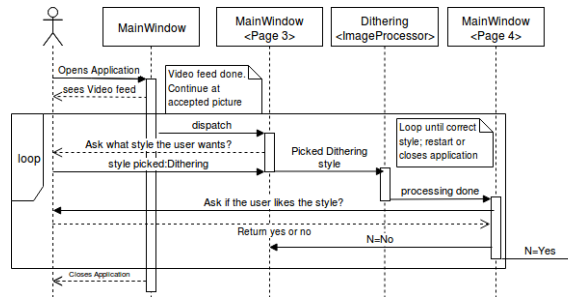 MainWindow
MainWindow
<Page 3>
Dithering
<ImageProcessor>
MainWindow
<Page 4>
Opens Application
sees Video feed
Video feed done.
Continue at
accepted picture
dispatch
Loop until correct
style; restart or
closes application
loop
Ask what style the user wants?
style picked:Dithering
Picked Dithering
style
processing done
Ask if the user likes the style?
Return yes or no
N=No
N=Yes
Closes Application